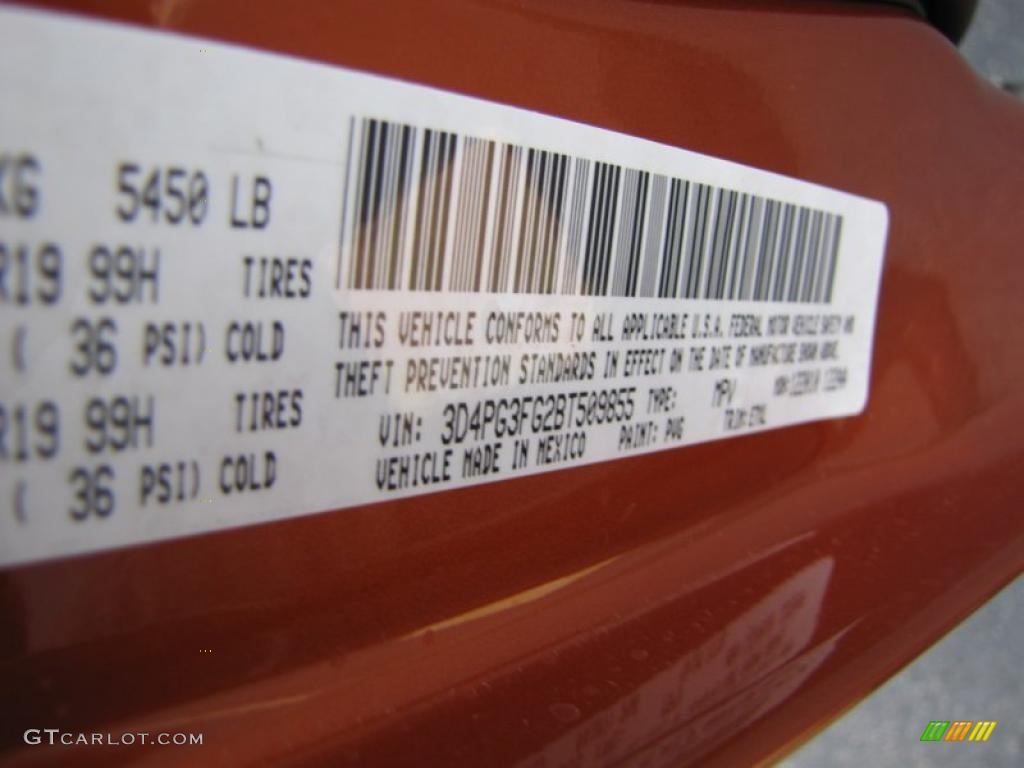 KG 5450 LB
R19 99H TIRES
( 36 PSI) COLD
R19 99H TIRES
( 36 PSI) COLD
THIS VEHICLE CONFORMS TO ALL APPLICABLE U.S.A. FEDERAL MOTOR VEHICLE SAFETY AND
THEFT PREVENTION STANDARDS IN EFFECT ON THE DATE OF MANUFACTURE SHOWN ABOVE.
VIN: 3D4PG3FG2BT509855 TYPE: MPV
VEHICLE MADE IN MEXICO PAINT: PVG TRIM:
GTCARLOT.COM